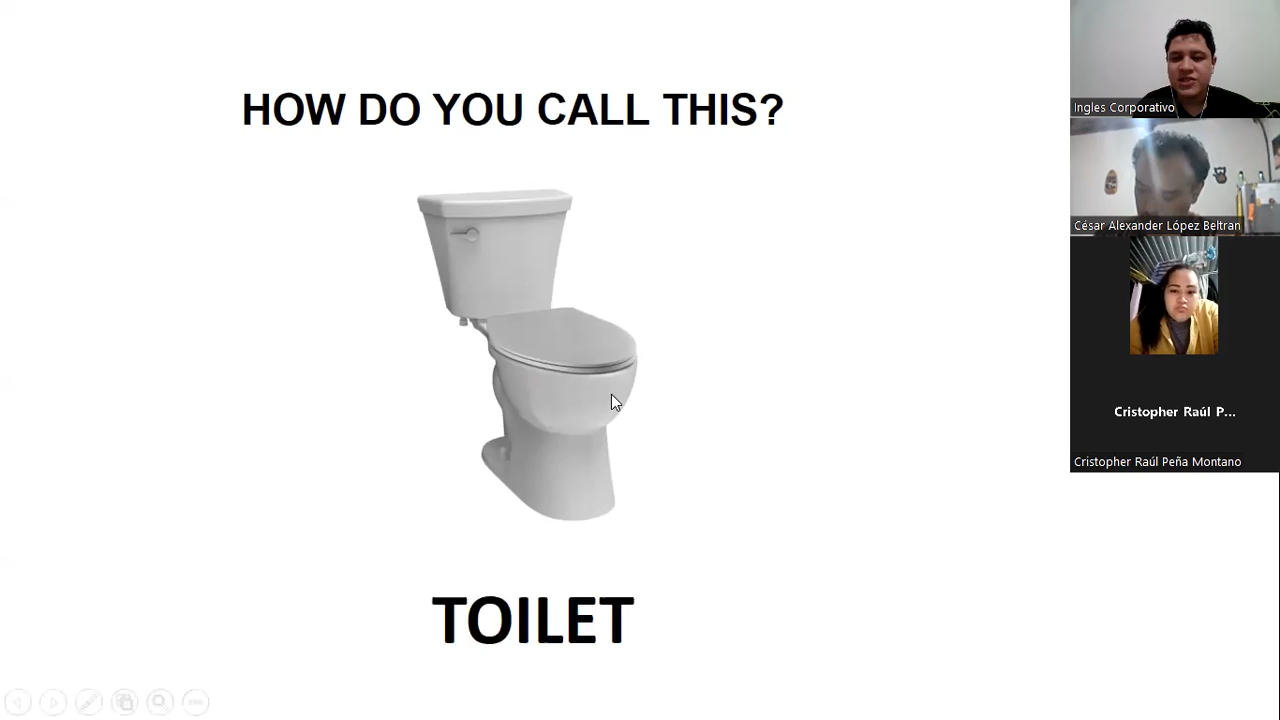 HOW DO YOU CALL THIS?
TOILET
Ingles Corporativo
César Alexander López Beltran
Cristopher Raúl P...
Cristopher Raúl Peña Montano